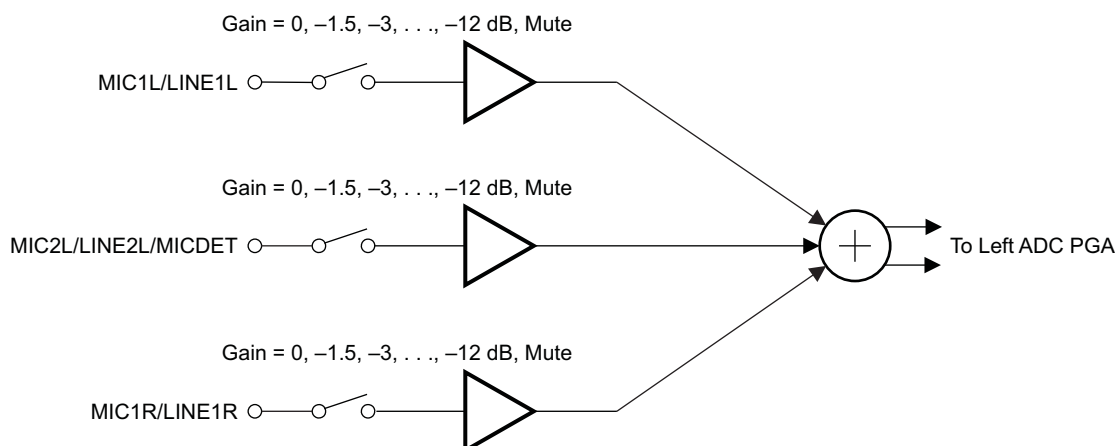 Gain = 0, –1.5, –3, . . ., –12 dB, Mute
MIC1L/LINE1L
Gain = 0, –1.5, –3, . . ., –12 dB, Mute
MIC2L/LINE2L/MICDET
To Left ADC PGA
Gain = 0, –1.5, –3, . . ., –12 dB, Mute
MIC1R/LINE1R